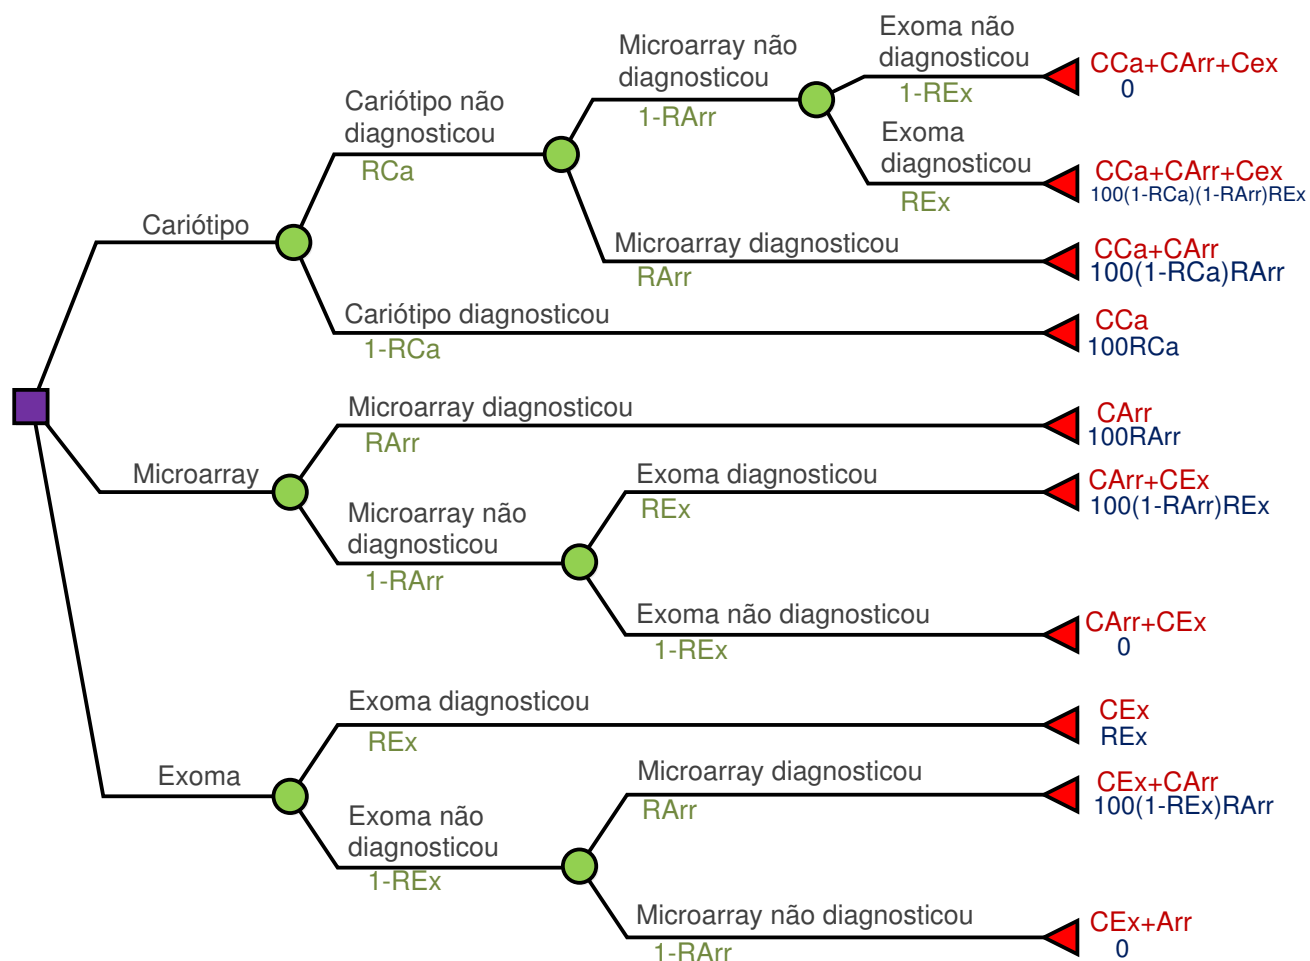 Exoma não
diagnosticou
1-REx
CCa+CArr+Cex
0
Microarray não
diagnosticou
1-RArr
Exoma
diagnosticou
REx
CCa+CArr+Cex
100(1-RCa)(1-RArr)REx
Cariótipo não
diagnosticou
RCa
Microarray diagnosticou
RArr
CCa+CArr
100(1-RCa)RArr
Cariótipo
Cariótipo diagnosticou
1-RCa
CCa
100RCa
Microarray diagnosticou
RArr
CArr
100RArr
Microarray
Exoma diagnosticou
REx
CArr+CEx
100(1-RArr)REx
Microarray não
diagnosticou
1-RArr
Exoma não diagnosticou
1-REx
CArr+CEx
0
Exoma diagnosticou
REx
CEx
REx
Exoma
Microarray diagnosticou
RArr
CEx+CArr
100(1-REx)RArr
Exoma não
diagnosticou
1-REx
Microarray não diagnosticou
1-RArr
CEx+Arr
0